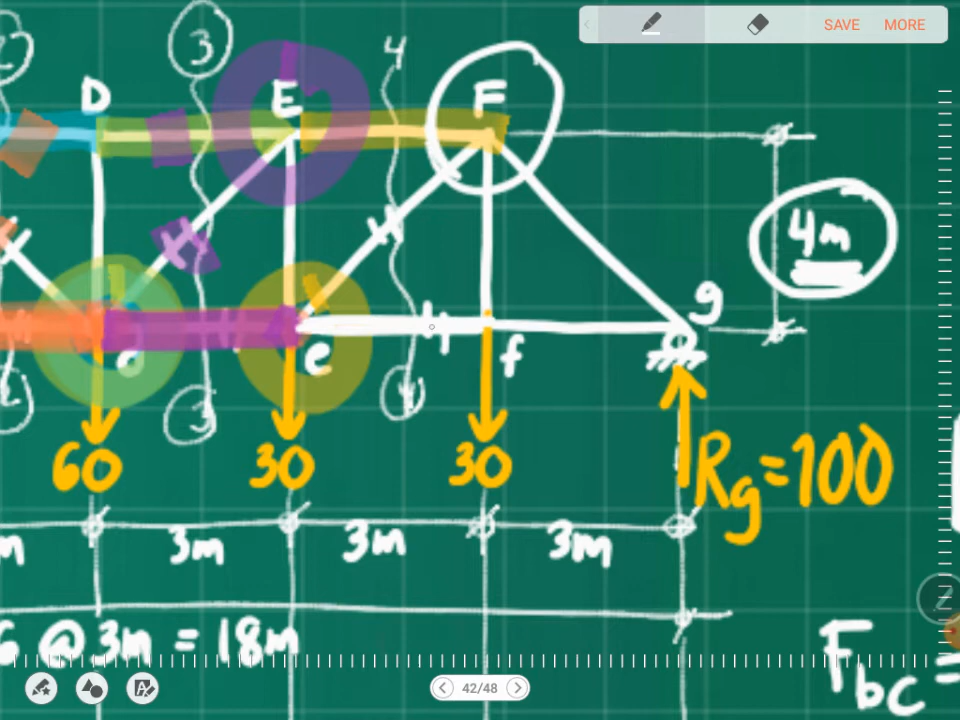 SAVE MORE
2 3 4
D E F
4m
g
d e f
2 3 4
60 30 30 Rg=100
m 3m 3m 3m
6 @ 3m = 18m
Fbc =
42/48